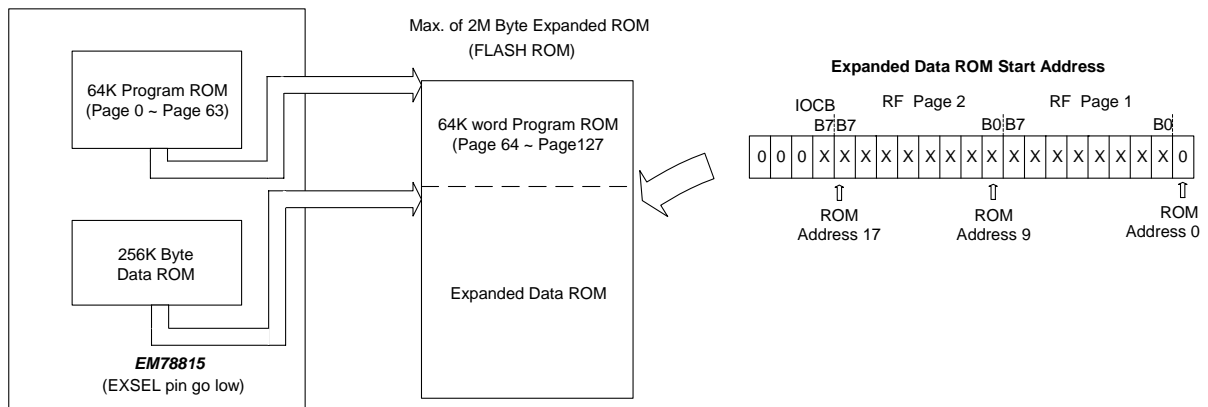 Max. of 2M Byte Expanded ROM
(FLASH ROM)
64K Program ROM
(Page 0 ~ Page 63)
256K Byte
Data ROM
EM78815
(EXSEL pin go low)
64K word Program ROM
(Page 64 ~ Page127
Expanded Data ROM
Expanded Data ROM Start Address
IOCB RF Page 2 RF Page 1
B7 B7 B0 B7 B0
0 0 0 X X X X X X X X X X X X X X X X X 0
ROM Address 17
ROM Address 9
ROM Address 0